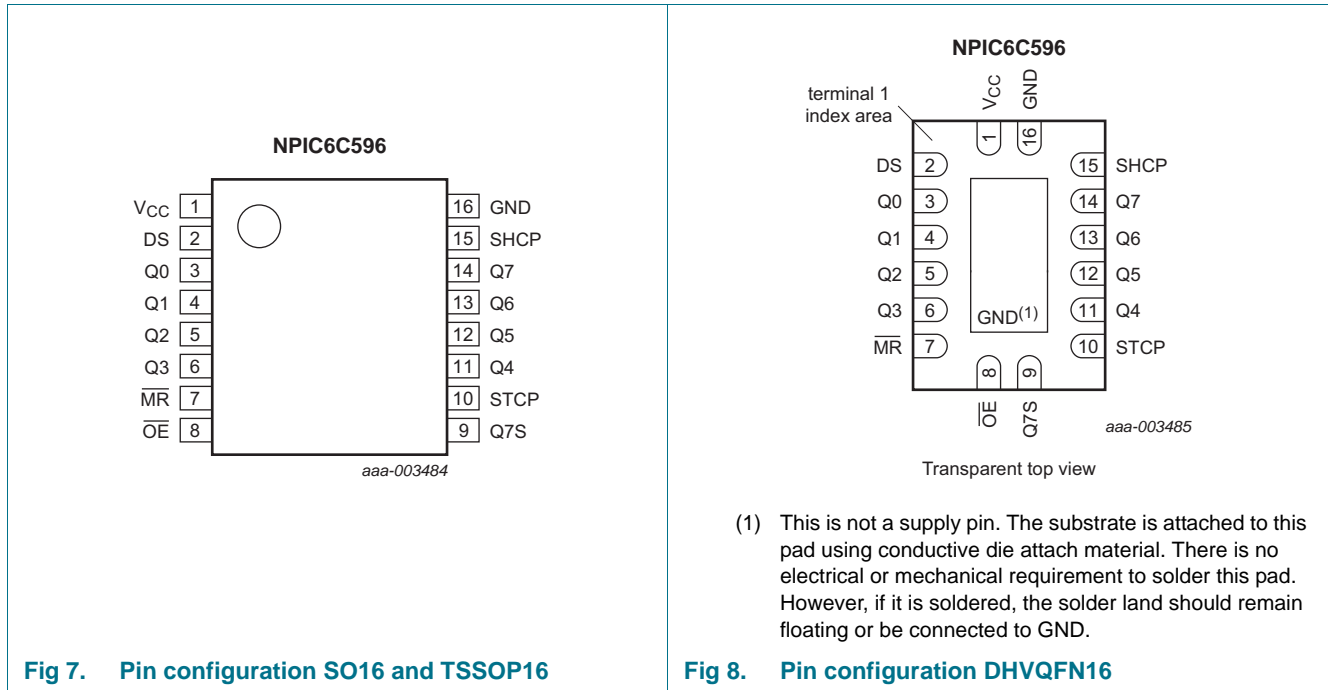 NPIC6C596
VCC 1
DS 2
Q0 3
Q1 4
Q2 5
Q3 6
MR 7
OE 8
16 GND
15 SHCP
14 Q7
13 Q6
12 Q5
11 Q4
10 STCP
9 Q7S
aaa-003484
Fig 7. Pin configuration SO16 and TSSOP16
NPIC6C596
terminal 1
index area
VCC
GND
1
16
DS 2
Q0 3
Q1 4
Q2 5
Q3 6
MR 7
15 SHCP
14 Q7
13 Q6
12 Q5
11 Q4
10 STCP
GND(1)
8
9
OE
Q7S
aaa-003485
Transparent top view
(1) This is not a supply pin. The substrate is attached to this
pad using conductive die attach material. There is no
electrical or mechanical requirement to solder this pad.
However, if it is soldered, the solder land should remain
floating or be connected to GND.
Fig 8. Pin configuration DHVQFN16